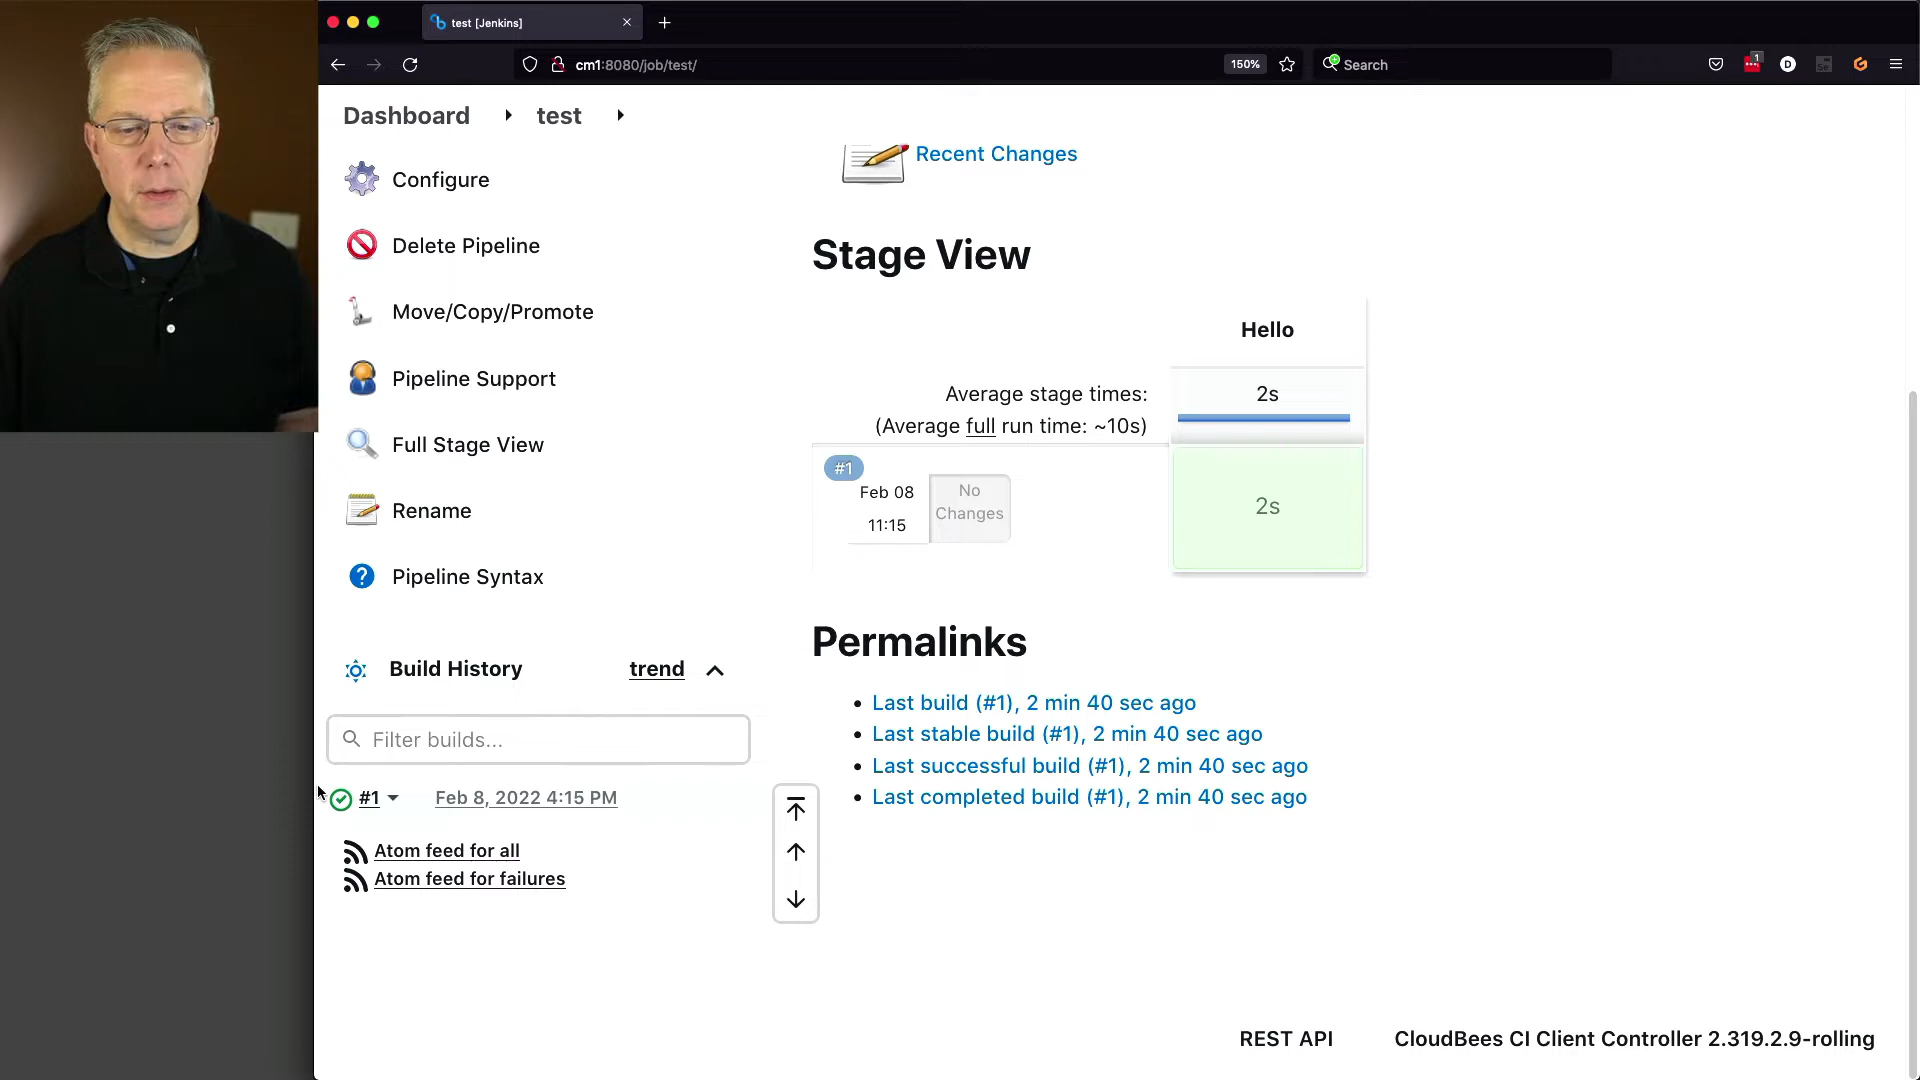 test [Jenkins]
cm1:8080/job/test/
150%
Search
1
D
Dashboard
test
Configure
Delete Pipeline
Move/Copy/Promote
Pipeline Support
Full Stage View
Rename
Pipeline Syntax
Build History
trend
Filter builds...
#1
Feb 8, 2022 4:15 PM
Atom feed for all
Atom feed for failures
Recent Changes
Stage View
Hello
Average stage times:
2s
(Average full run time: ~10s)
#1
Feb 08
11:15
No
Changes
2s
Permalinks
Last build (#1), 2 min 40 sec ago
Last stable build (#1), 2 min 40 sec ago
Last successful build (#1), 2 min 40 sec ago
Last completed build (#1), 2 min 40 sec ago
REST API
CloudBees CI Client Controller 2.319.2.9-rolling